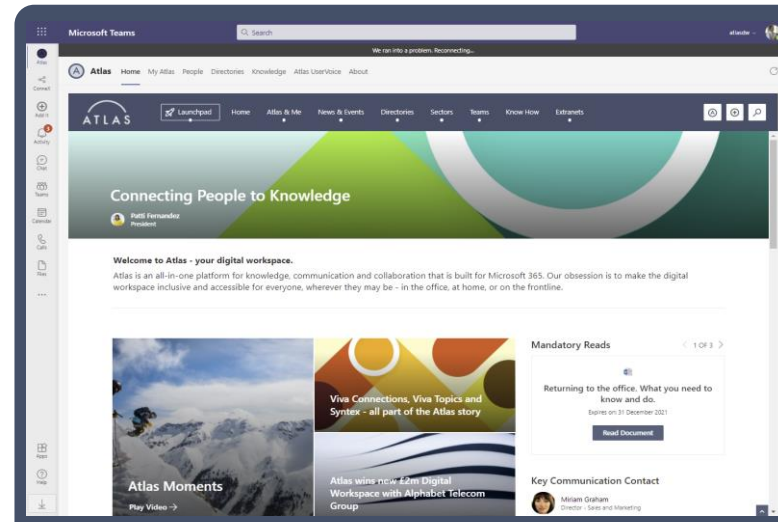 Microsoft Teams
Search
atlasdw
We ran into a problem. Reconnecting...
Atlas
Atlas Home My Atlas People Directories Knowledge Atlas UserVoice About
Connect
Add It
3
Activity
Chat
Teams
Calendar
Calls
Files
ATLAS
Launchpad Home Atlas & Me News & Events Directories Sectors Teams Know How Extranets
Connecting People to Knowledge
Patti Fernandez
President
Welcome to Atlas - your digital workspace.
Atlas is an all-in-one platform for knowledge, communication and collaboration that is built for Microsoft 365. Our obsession is to make the digital
workspace inclusive and accessible for everyone, wherever they may be - in the office, at home, or on the frontline.
Atlas Moments
Play Video →
Viva Connections, Viva Topics and
Syntex - all part of the Atlas story
Atlas wins new £2m Digital
Workspace with Alphabet Telecom
Group
Mandatory Reads
1 OF 3
Returning to the office. What you need to
know and do.
Expires on: 31 December 2021
Read Document
Key Communication Contact
Miriam Graham
Director - Sales and Marketing
Apps
Help